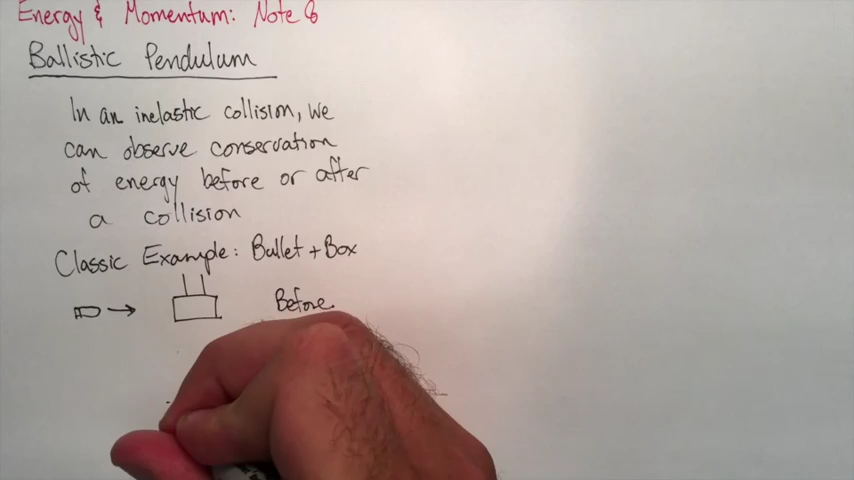 Energy & Momentum: Note 8
Ballistic Pendulum
In an inelastic collision, we
can observe conservation
of energy before or after
a collision
Classic Example: Bullet + Box
Before